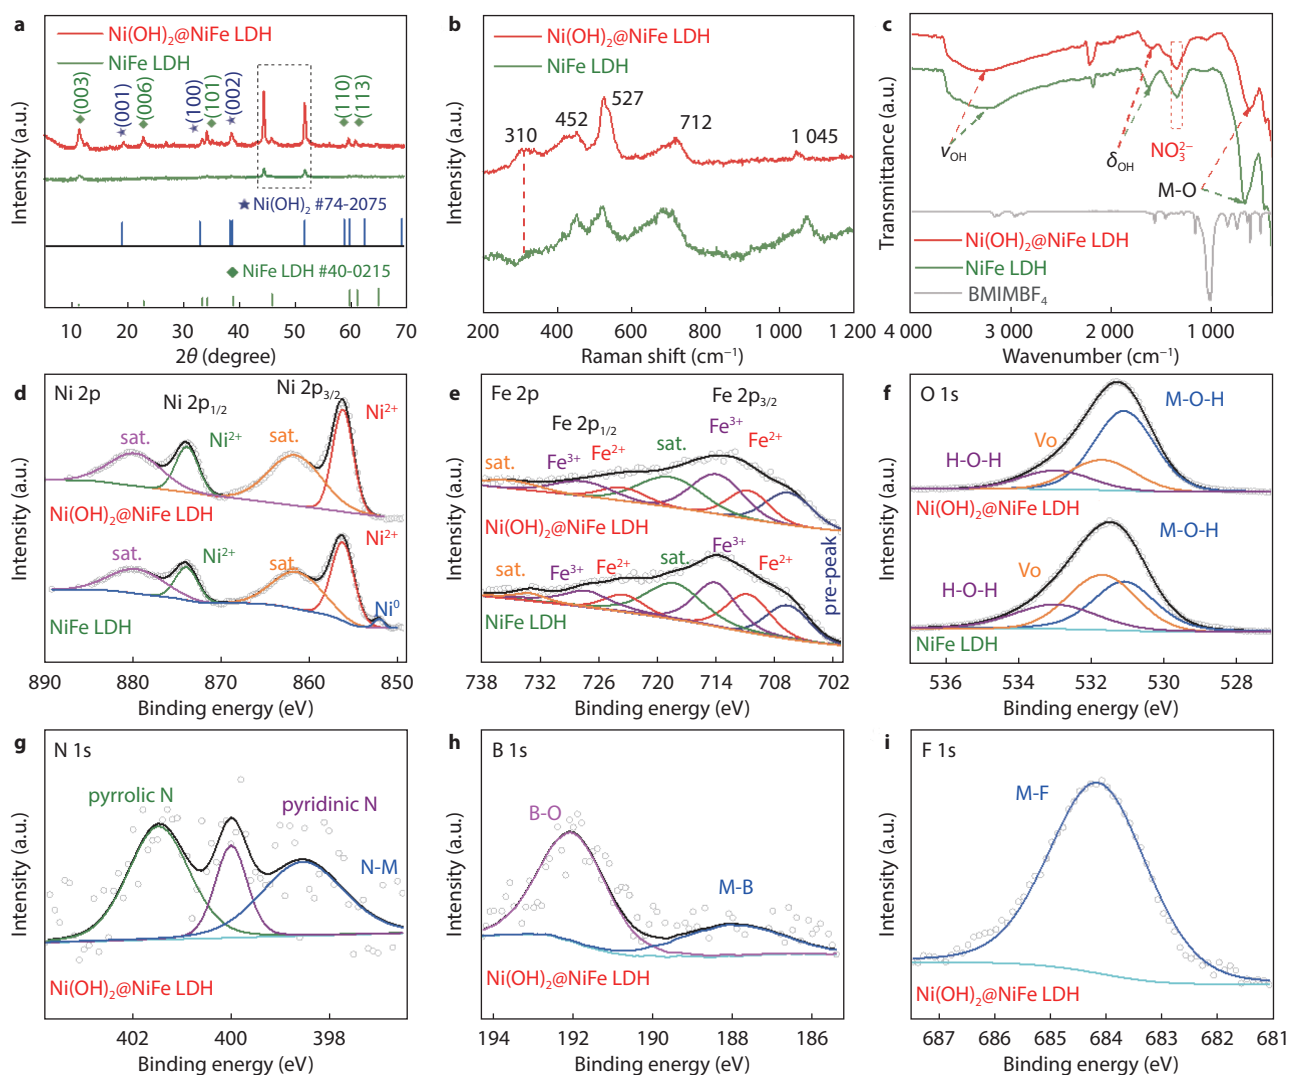 a
Ni(OH)₂@NiFe LDH
NiFe LDH
(003)
(001)
(006)
(100)
(101)
(002)
(110)
(113)
★ Ni(OH)₂ #74-2075
◆ NiFe LDH #40-0215
Intensity (a.u.)
10 20 30 40 50 60 70
2θ (degree)
b
Ni(OH)₂@NiFe LDH
NiFe LDH
310
452
527
712
1 045
Intensity (a.u.)
200 400 600 800 1 000 1 200
Raman shift (cm⁻¹)
c
νOH
δOH
NO₃²⁻
M-O
Ni(OH)₂@NiFe LDH
NiFe LDH
BMIMBF₄
Transmittance (a.u.)
4 000 2 000 1 000
Wavenumber (cm⁻¹)
d
Ni 2p
Ni 2p₁/₂
Ni 2p₃/₂
sat.
Ni²⁺
sat.
Ni²⁺
Ni(OH)₂@NiFe LDH
sat.
Ni²⁺
sat.
Ni²⁺
Ni⁰
NiFe LDH
Intensity (a.u.)
890 880 870 860 850
Binding energy (eV)
e
Fe 2p
Fe 2p₃/₂
Fe 2p₁/₂
sat.
Fe³⁺
Fe²⁺
sat.
Fe³⁺
Fe²⁺
Ni(OH)₂@NiFe LDH
sat.
Fe³⁺
Fe²⁺
sat.
Fe³⁺
Fe²⁺
pre-peak
NiFe LDH
Intensity (a.u.)
738 732 726 720 714 708 702
Binding energy (eV)
f
O 1s
M-O-H
Vo
H-O-H
Ni(OH)₂@NiFe LDH
M-O-H
Vo
H-O-H
NiFe LDH
Intensity (a.u.)
536 534 532 530 528
Binding energy (eV)
g
N 1s
pyrrolic N
pyridinic N
N-M
Ni(OH)₂@NiFe LDH
Intensity (a.u.)
402 400 398
Binding energy (eV)
h
B 1s
B-O
M-B
Ni(OH)₂@NiFe LDH
Intensity (a.u.)
194 192 190 188 186
Binding energy (eV)
i
F 1s
M-F
Ni(OH)₂@NiFe LDH
Intensity (a.u.)
687 686 685 684 683 682 681
Binding energy (eV)